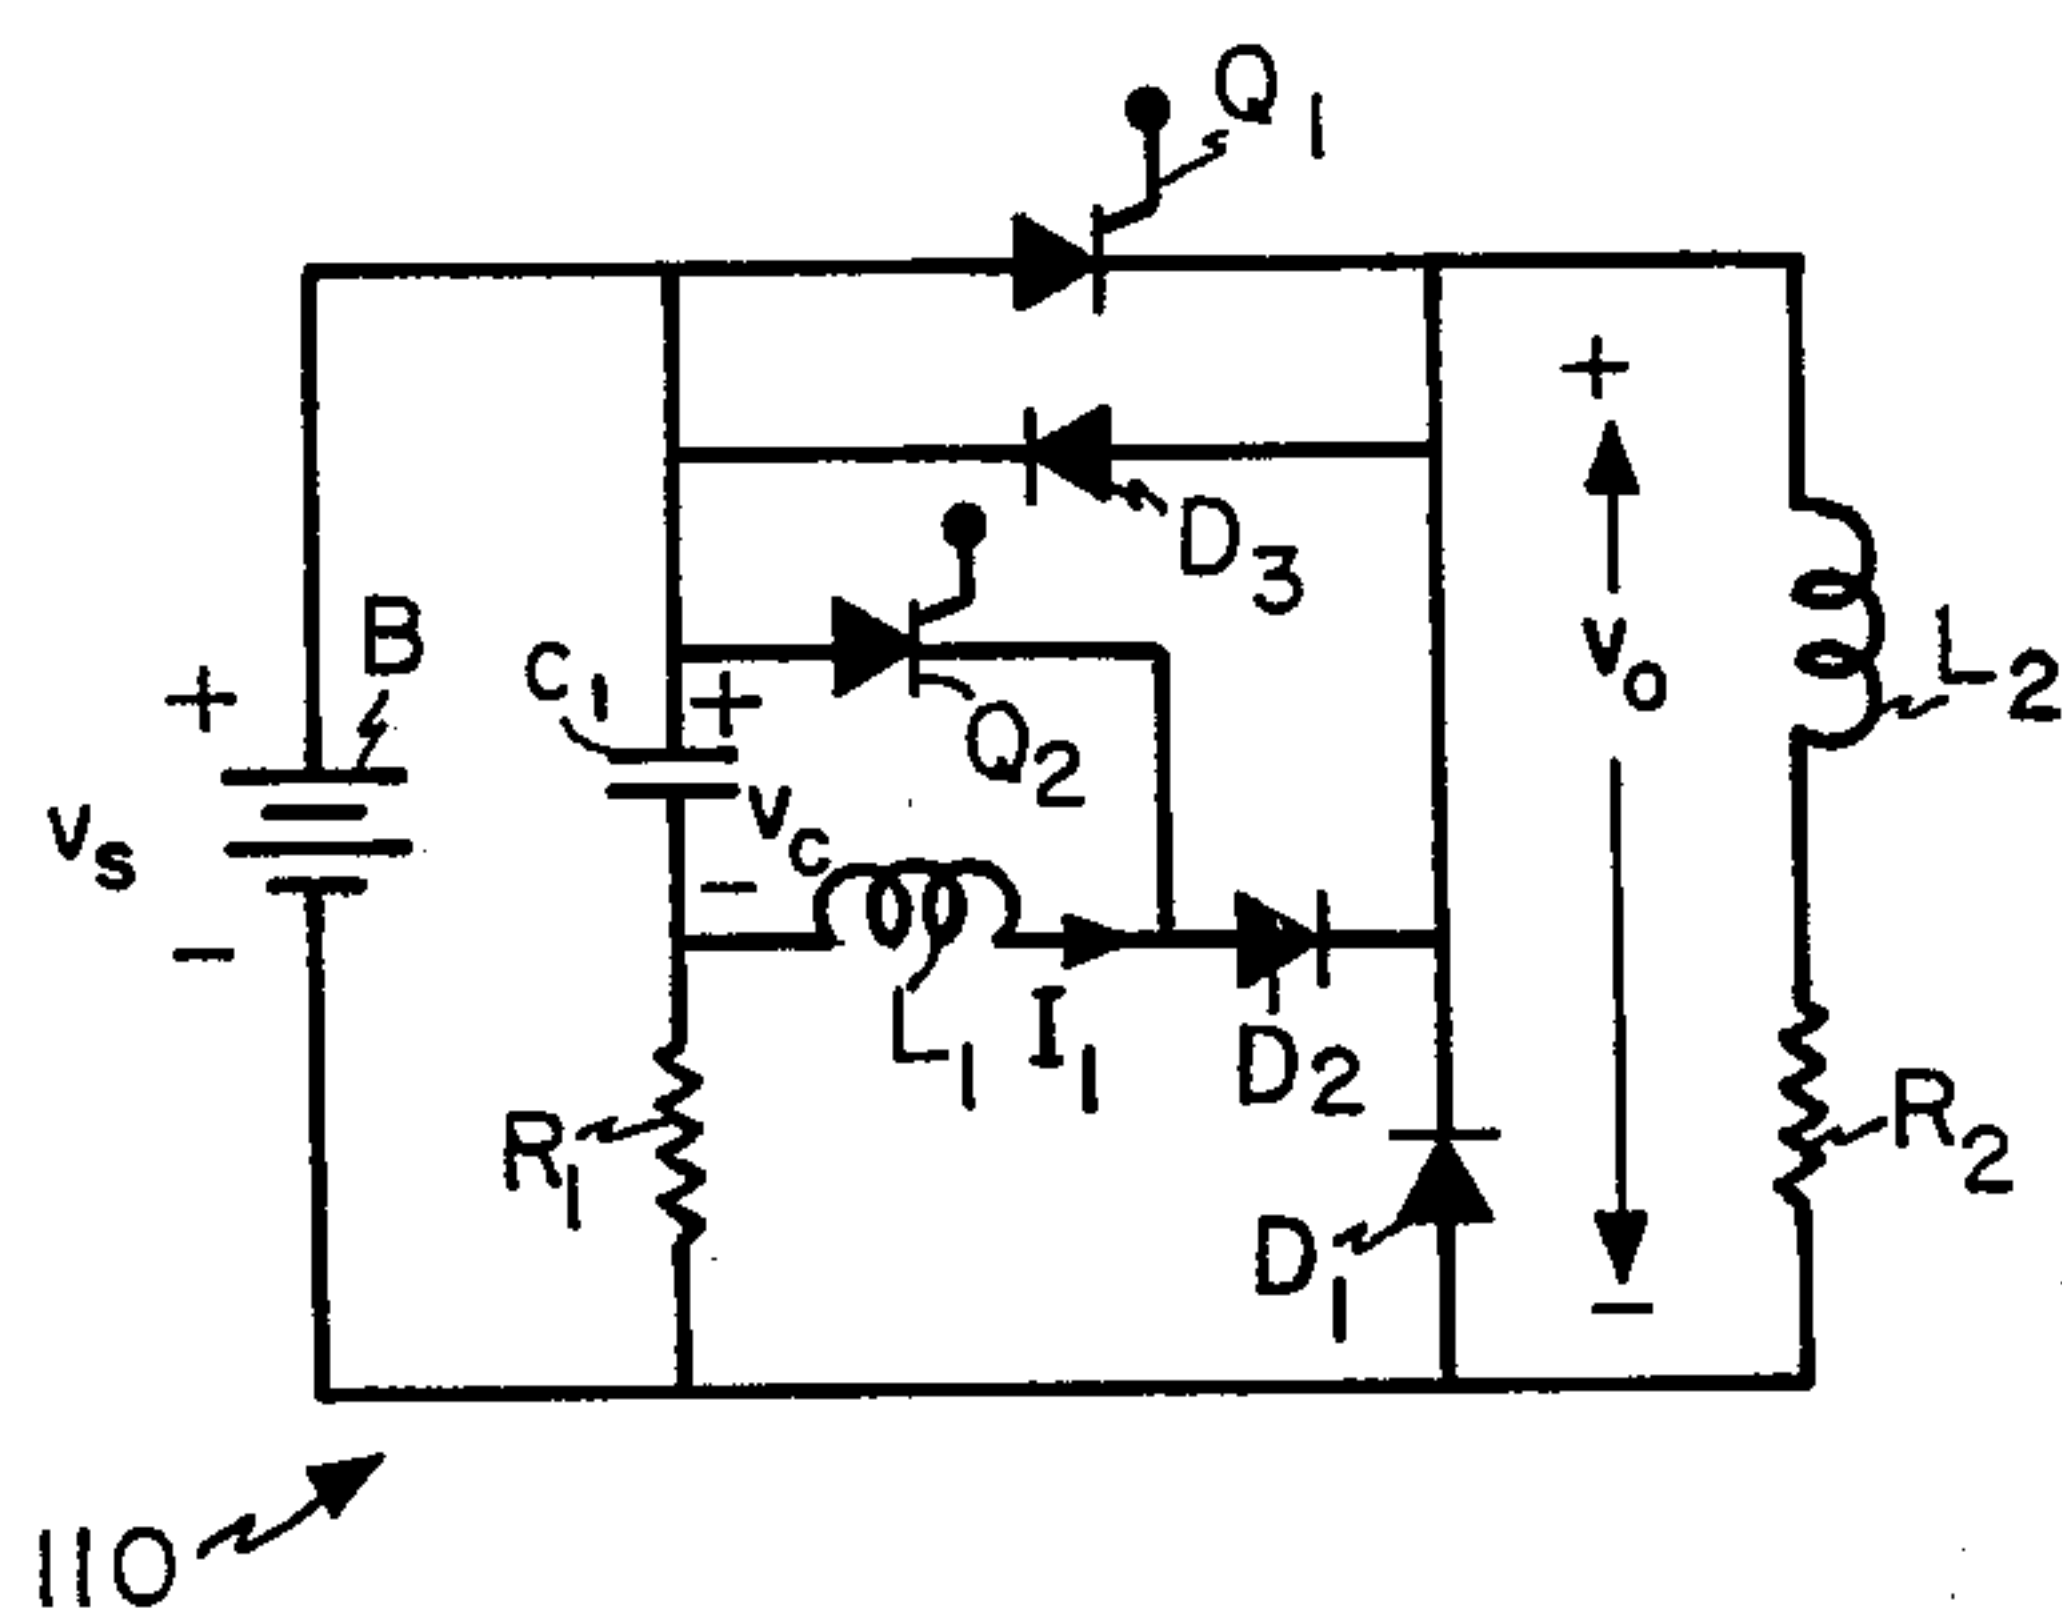 Q1
+
D3
B
C1
+
+
vo
L2
Q2
vs
vc
-
-
L1
I1
D2
R1
R2
D1
-
110